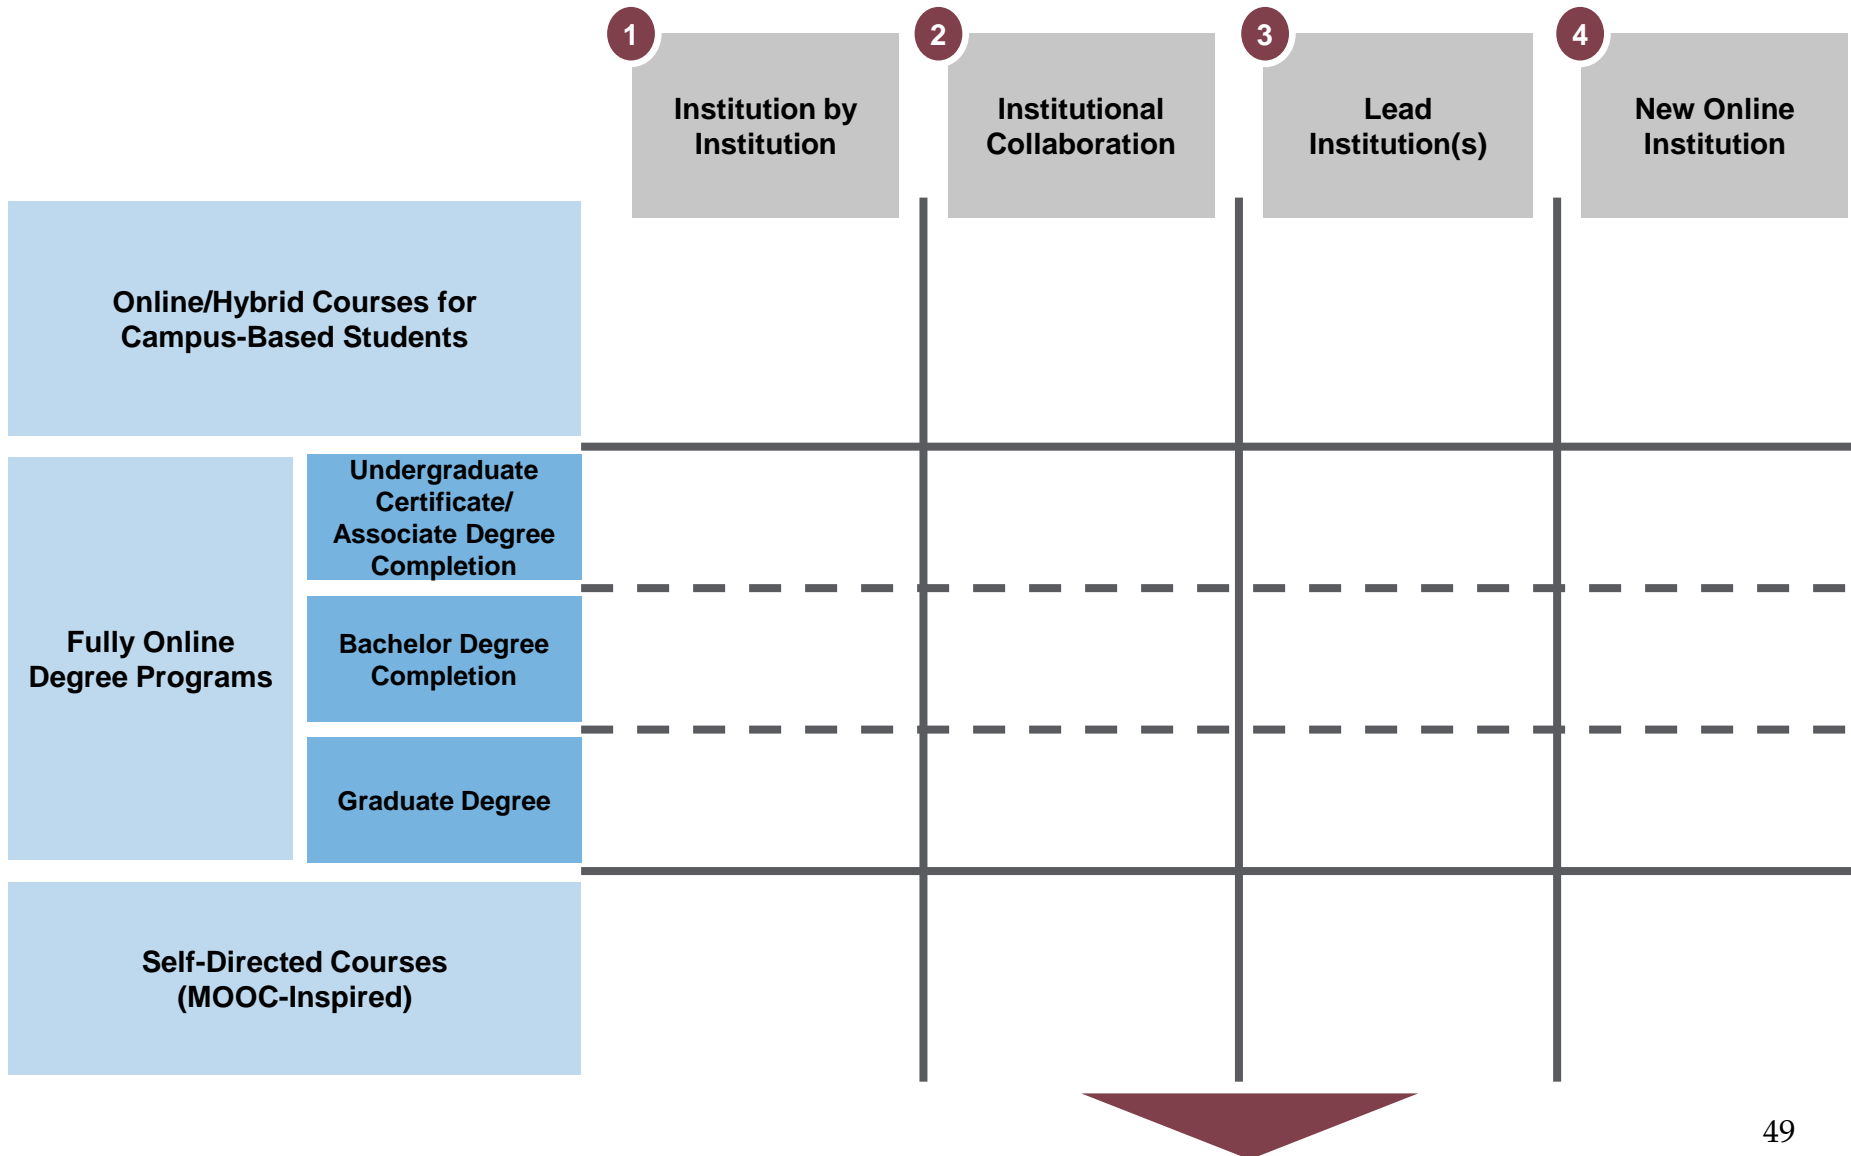 1
Institution by
Institution
2
Institutional
Collaboration
3
Lead
Institution(s)
4
New Online
Institution
Online/Hybrid Courses for
Campus-Based Students
Fully Online
Degree Programs
Undergraduate
Certificate/
Associate Degree
Completion
Bachelor Degree
Completion
Graduate Degree
Self-Directed Courses
(MOOC-Inspired)
49